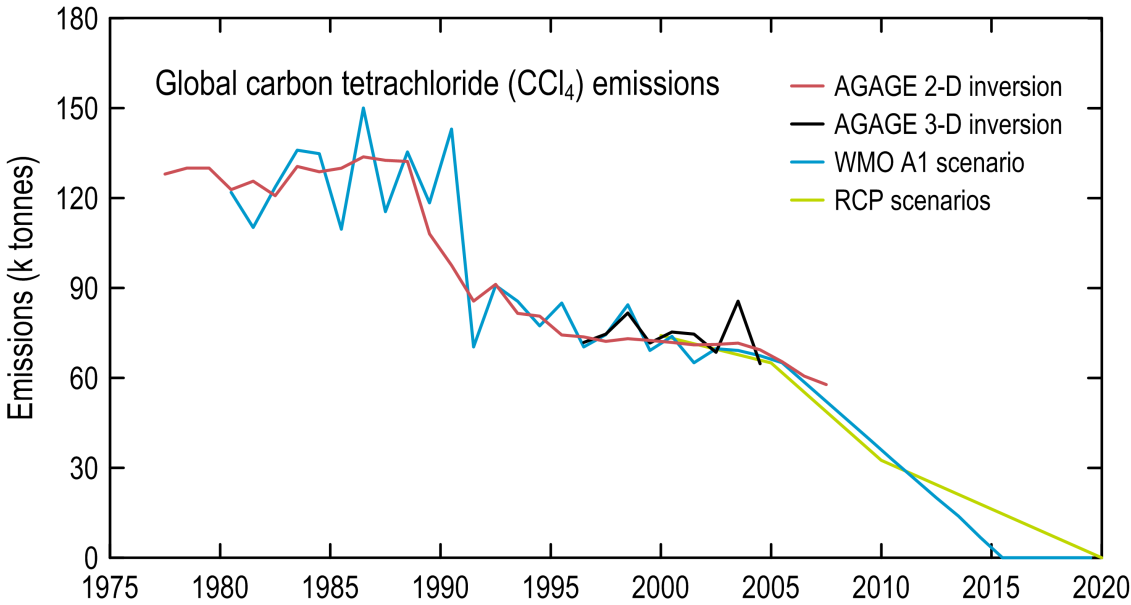 180
150
120
90
60
30
0
Emissions (k tonnes)
Global carbon tetrachloride (CCl₄) emissions
AGAGE 2-D inversion
AGAGE 3-D inversion
WMO A1 scenario
RCP scenarios
1975 1980 1985 1990 1995 2000 2005 2010 2015 2020